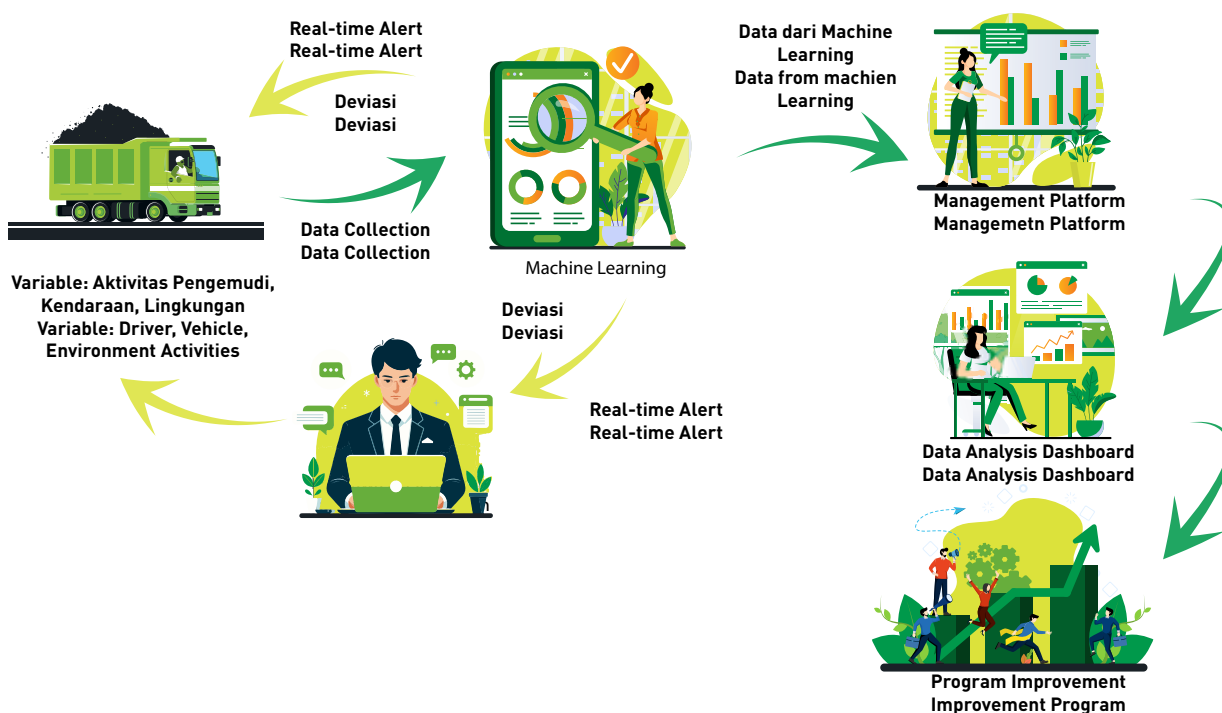 Real-time Alert
Real-time Alert
Deviasi
Deviasi
Data Collection
Data Collection
Variable: Aktivitas Pengemudi,
Kendaraan, Lingkungan
Variable: Driver, Vehicle,
Environment Activities
Machine Learning
Deviasi
Deviasi
Real-time Alert
Real-time Alert
Data dari Machine
Learning
Data from machien
Learning
Management Platform
Managemetn Platform
Data Analysis Dashboard
Data Analysis Dashboard
Program Improvement
Improvement Program